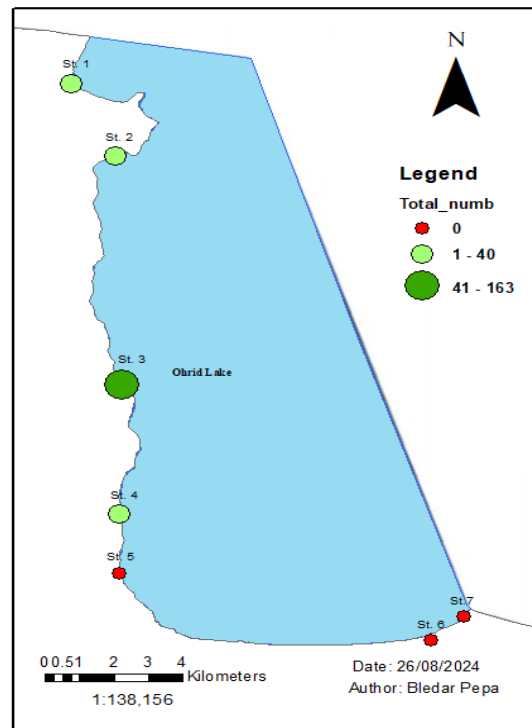 St. 1
N
St. 2
Legend
Total_numb
0
1 - 40
41 - 163
St. 3
Ohrid Lake
St. 4
St. 5
St.7
St. 6
0 0.5 1 2 3 4
Kilometers
1:138,156
Date: 26/08/2024
Author: Bledar Pepa